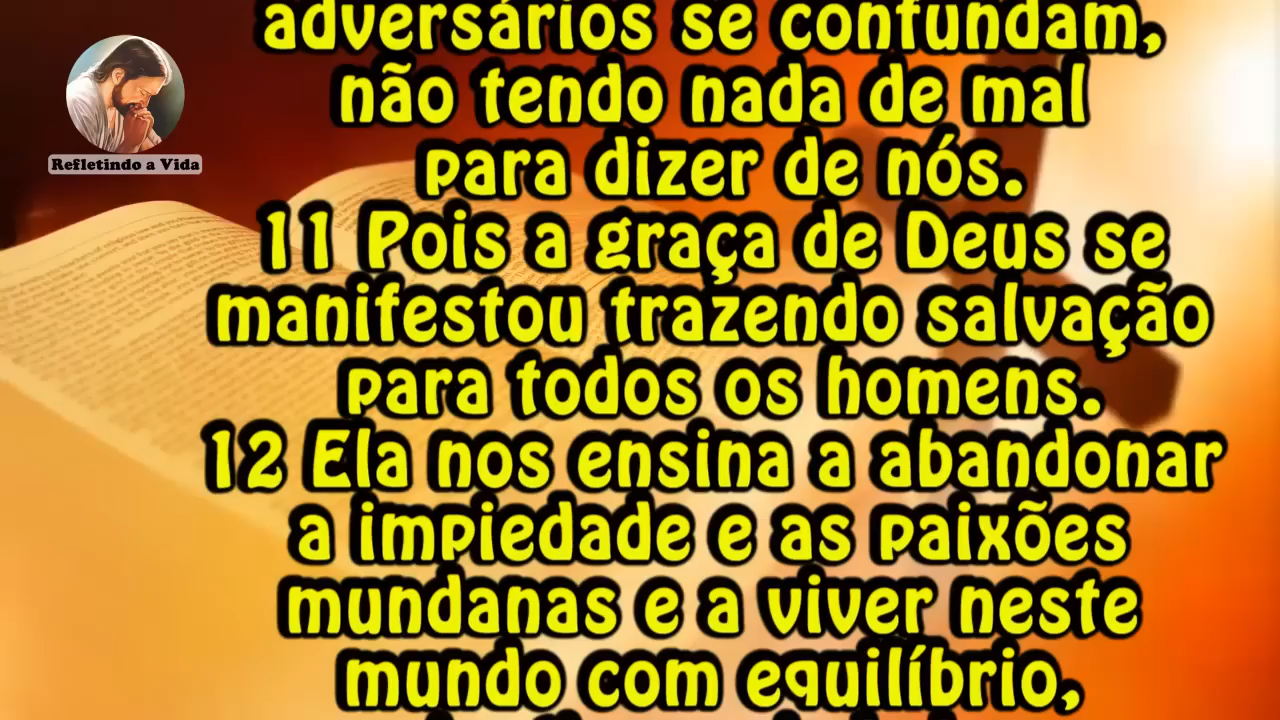 adversários se confundam,
não tendo nada de mal
para dizer de nós.
11 Pois a graça de Deus se
manifestou trazendo salvação
para todos os homens.
12 Ela nos ensina a abandonar
a impiedade e as paixões
mundanas e a viver neste
mundo com equilíbrio,
Refletindo a Vida